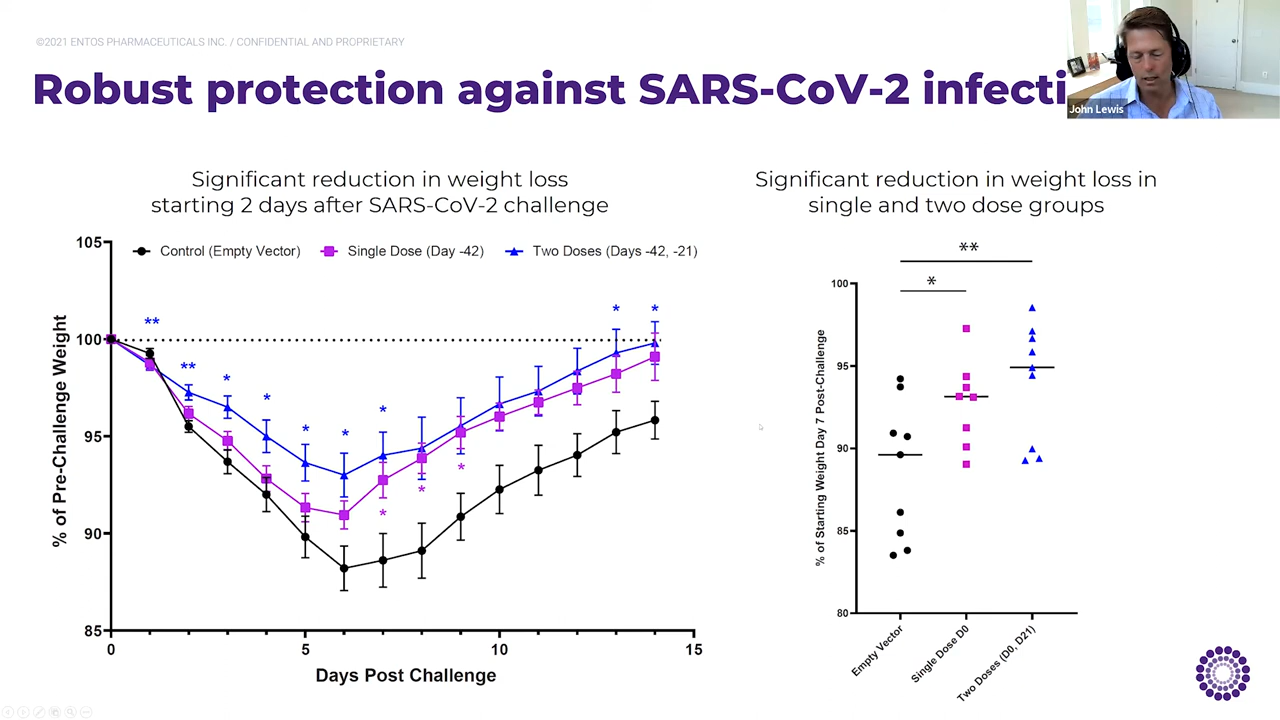 ©2021 ENTOS PHARMACEUTICALS INC. / CONFIDENTIAL AND PROPRIETARY
Robust protection against SARS-CoV-2 infecti
John Lewis
Significant reduction in weight loss
starting 2 days after SARS-CoV-2 challenge
105
Control (Empty Vector)
Single Dose (Day -42)
Two Doses (Days -42, -21)
**
*
*
100
**
*
*
*
*
*
95
*
*
*
90
85
0
5
10
15
% of Pre-Challenge Weight
Days Post Challenge
Significant reduction in weight loss in
single and two dose groups
**
*
100
95
90
85
80
% of Starting Weight Day 7 Post-Challenge
Empty Vector
Single Dose D0
Two Doses (D0, D21)